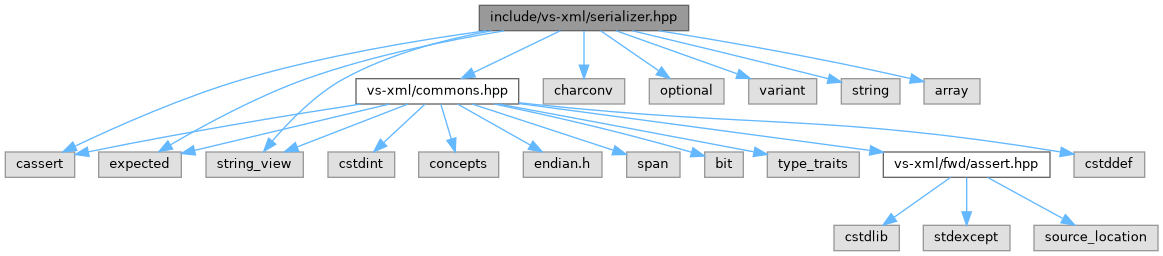 include/vs-xml/serializer.hpp
vs-xml/commons.hpp
charconv
optional
variant
string
array
cassert
expected
string_view
cstdint
concepts
endian.h
span
bit
type_traits
vs-xml/fwd/assert.hpp
cstddef
cstdlib
stdexcept
source_location